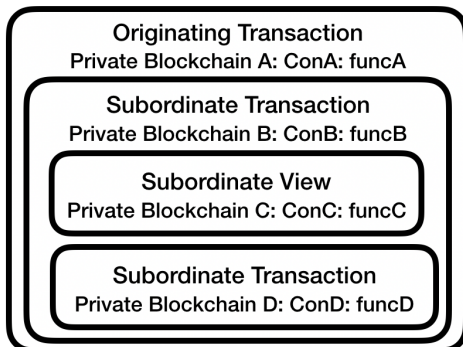 Originating Transaction
Private Blockchain A: ConA: funcA
Subordinate Transaction
Private Blockchain B: ConB: funcB
Subordinate View
Private Blockchain C: ConC: funcC
Subordinate Transaction
Private Blockchain D: ConD: funcD